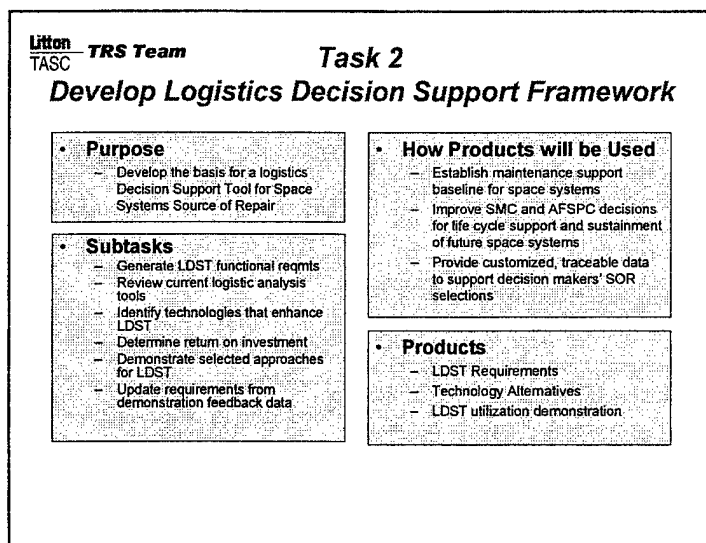 Litton
TASC
TRS Team
Task 2
Develop Logistics Decision Support Framework
• Purpose
– Develop the basis for a logistics
Decision Support Tool for Space
Systems Source of Repair
• Subtasks
– Generate LDST functional reqmts
– Review current logistic analysis
tools
– Identify technologies that enhance
LDST
– Determine return on investment
– Demonstrate selected approaches
for LDST
– Update requirements from
demonstration feedback data
• How Products will be Used
– Establish maintenance support
baseline for space systems
– Improve SMC and AFSPC decisions
for life cycle support and sustainment
of future space systems
– Provide customized, traceable data
to support decision makers' SOR
selections
• Products
– LDST Requirements
– Technology Alternatives
– LDST utilization demonstration